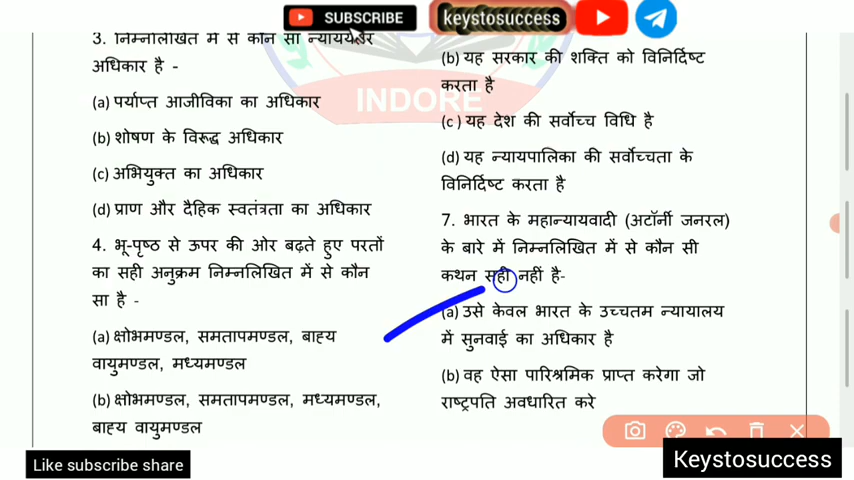 SUBSCRIBE
keystosuccess
INDORE
3. निम्नलिखित में से कौन सा न्याययेत्तर
अधिकार है -
(a) पर्याप्त आजीविका का अधिकार
(b) शोषण के विरूद्ध अधिकार
(c) अभियुक्त का अधिकार
(d) प्राण और दैहिक स्वतंत्रता का अधिकार
4. भू-पृष्ठ से ऊपर की ओर बढ़ते हुए परतों
का सही अनुक्रम निम्नलिखित में से कौन
सा है -
(a) क्षोभमण्डल, समतापमण्डल, बाह्य
वायुमण्डल, मध्यमण्डल
(b) क्षोभमण्डल, समतापमण्डल, मध्यमण्डल,
बाह्य वायुमण्डल
(b) यह सरकार की शक्ति को विनिर्दिष्ट
करता है
(c ) यह देश की सर्वोच्च विधि है
(d) यह न्यायपालिका की सर्वोच्चता के
विनिर्दिष्ट करता है
7. भारत के महान्यायवादी (अटॉर्नी जनरल)
के बारे में निम्नलिखित में से कौन सी
कथन सही नहीं है-
(a) उसे केवल भारत के उच्चतम न्यायालय
में सुनवाई का अधिकार है
(b) वह ऐसा पारिश्रमिक प्राप्त करेगा जो
राष्ट्रपति अवधारित करे
Like subscribe share
Keystosuccess